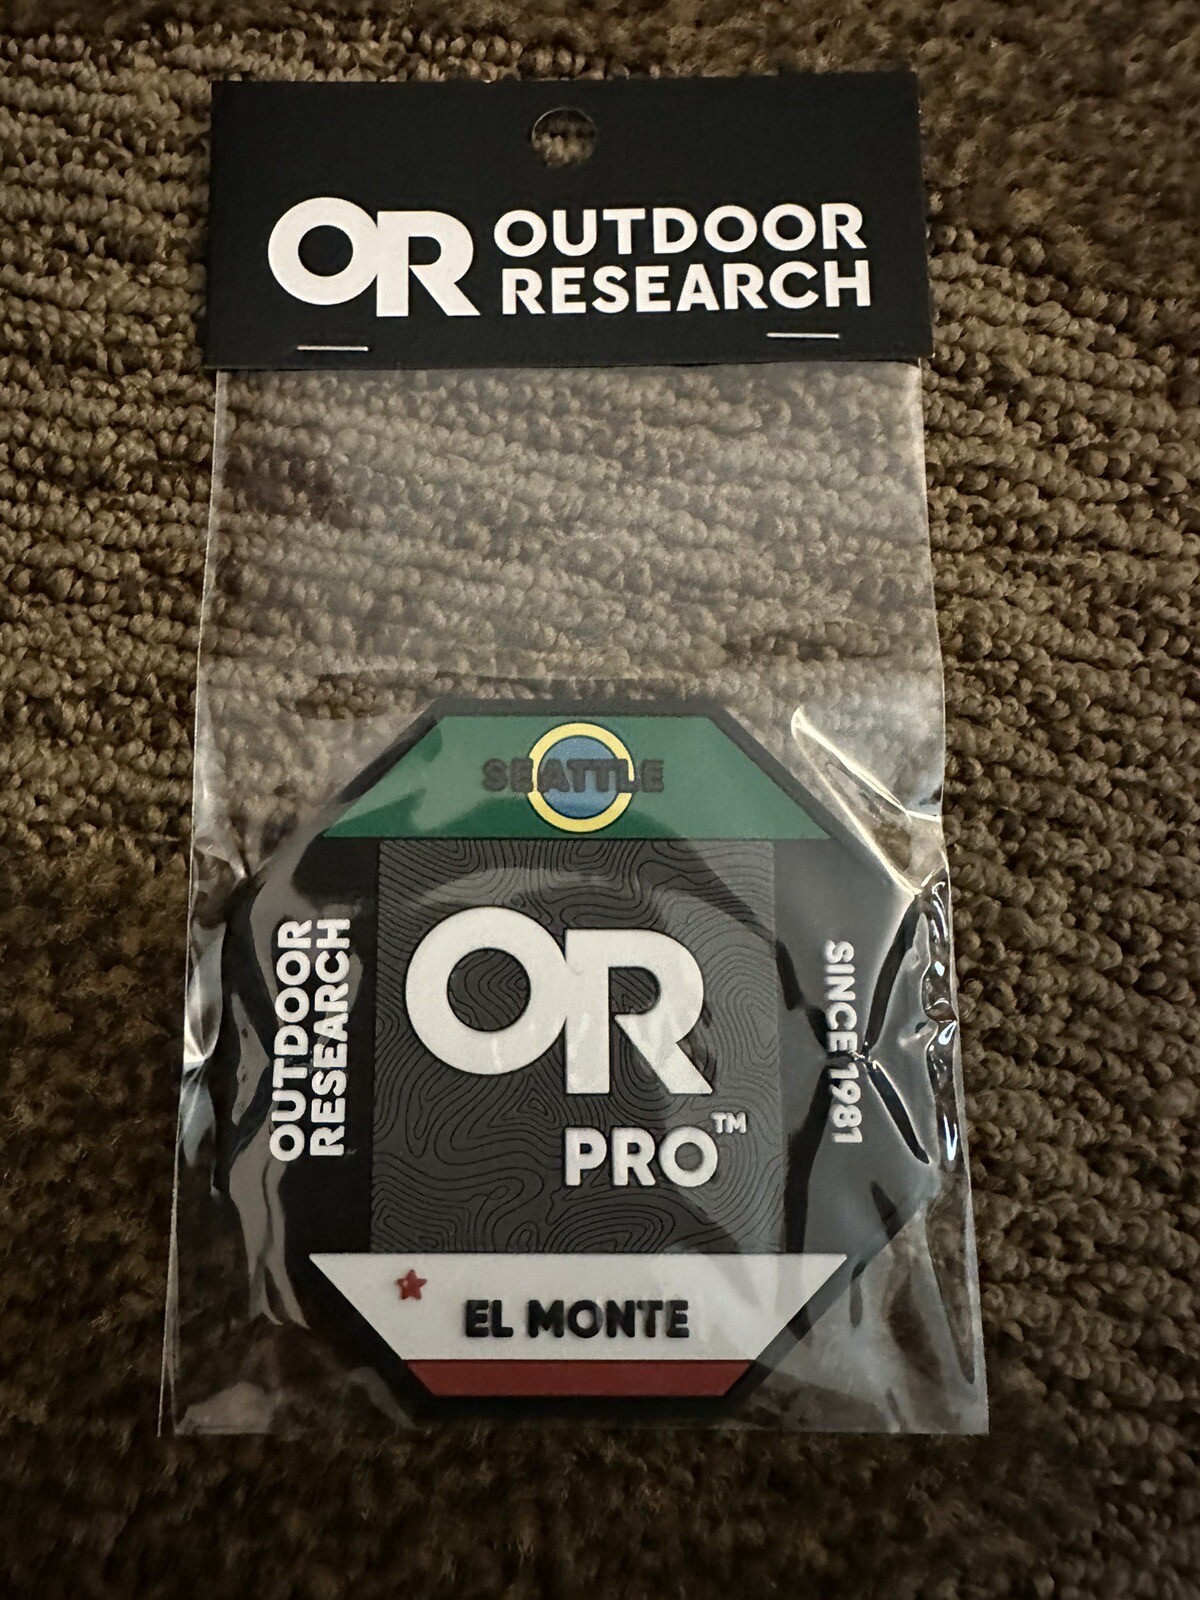 OR OUTDOOR
RESEARCH
SEATTLE
OUTDOOR
RESEARCH
OR
PRO™
SINCE 1981
EL MONTE